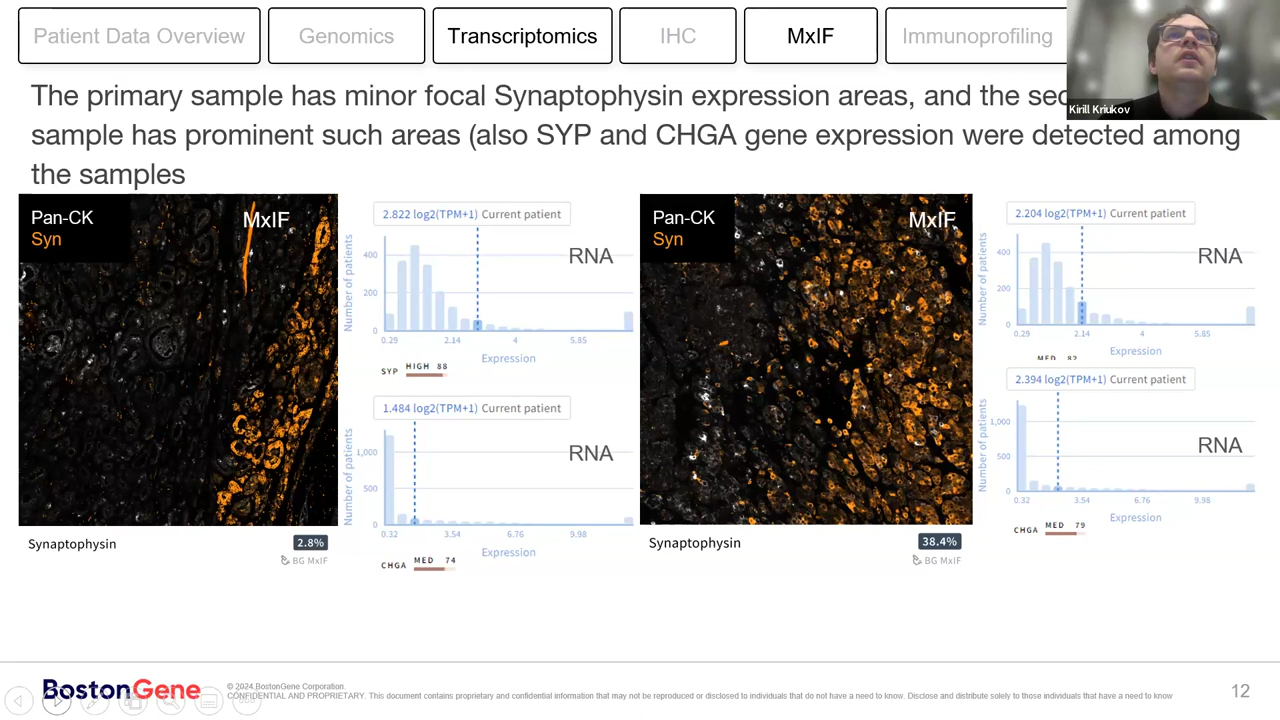 Patient Data Overview
Genomics
Transcriptomics
IHC
MxIF
Immunoprofiling
Kirill Kriukov
The primary sample has minor focal Synaptophysin expression areas, and the
sample has prominent such areas (also SYP and CHGA gene expression were detected among
the samples
Pan-CK
Syn
MxIF
Synaptophysin
2.8%
BG MxIF
2.822 log2(TPM+1) Current patient
RNA
Number of patients
400
200
0
0.29
2.14
4
5.85
Expression
SYP HIGH 88
1.484 log2(TPM+1) Current patient
RNA
Number of patients
1,000
500
0
0.32
3.54
6.76
9.98
Expression
CHGA MED 74
Pan-CK
Syn
MxIF
Synaptophysin
38.4%
BG MxIF
2.204 log2(TPM+1) Current patient
RNA
Number of patients
400
200
0
0.29
2.14
4
5.85
Expression
MED 82
2.394 log2(TPM+1) Current patient
RNA
Number of patients
1,000
500
0
0.32
3.54
6.76
9.98
Expression
CHGA MED 79
BostonGene
© 2024 BostonGene Corporation.
CONFIDENTIAL AND PROPRIETARY. This document contains proprietary and confidential information that may not be reproduced or disclosed to individuals that do not have a need to know. Disclose and distribute solely to those individuals that have a need to know
12